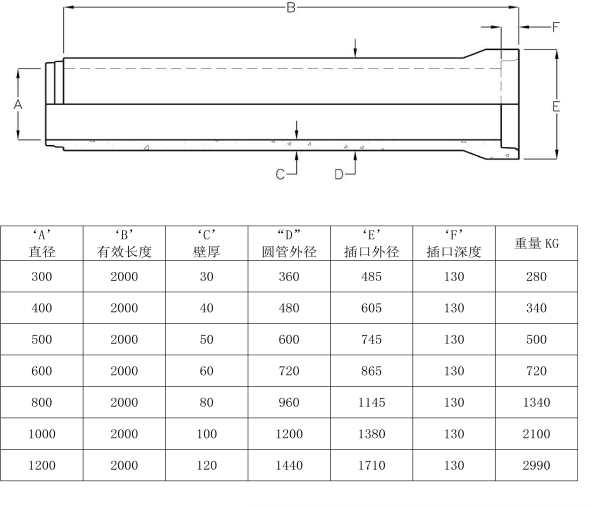 B
F
A
E
C
D
‘A’ ‘B’ ‘C’ “D” ‘E’ ‘F’ 重量 KG
直径 有效长度 壁厚 圆管外径 插口外径 插口深度
300 2000 30 360 485 130 280
400 2000 40 480 605 130 340
500 2000 50 600 745 130 500
600 2000 60 720 865 130 720
800 2000 80 960 1145 130 1340
1000 2000 100 1200 1380 130 2100
1200 2000 120 1440 1710 130 2990